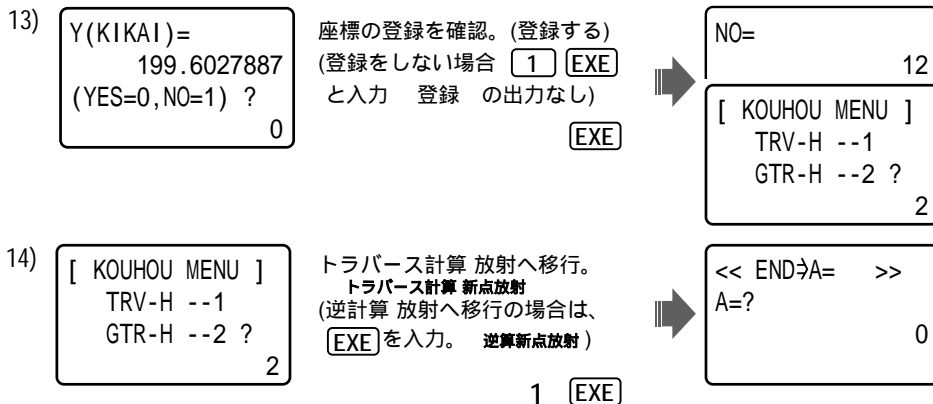 13)
Y(KIKAI)=
199.6027887
(YES=0,NO=1) ?
0
座標の登録を確認。(登録する)
(登録をしない場合 1 EXE
と入力 登録 の出力なし)
EXE
NO=
12
[ KOUHOU MENU ]
TRV-H --1
GTR-H --2 ?
2
14)
[ KOUHOU MENU ]
TRV-H --1
GTR-H --2 ?
2
トラバース計算 放射へ移行。
トラバース計算 新点放射
(逆計算 放射へ移行の場合は、
EXE を入力。 逆算新点放射 )
1 EXE
<< END⇒A= >>
A=?
0